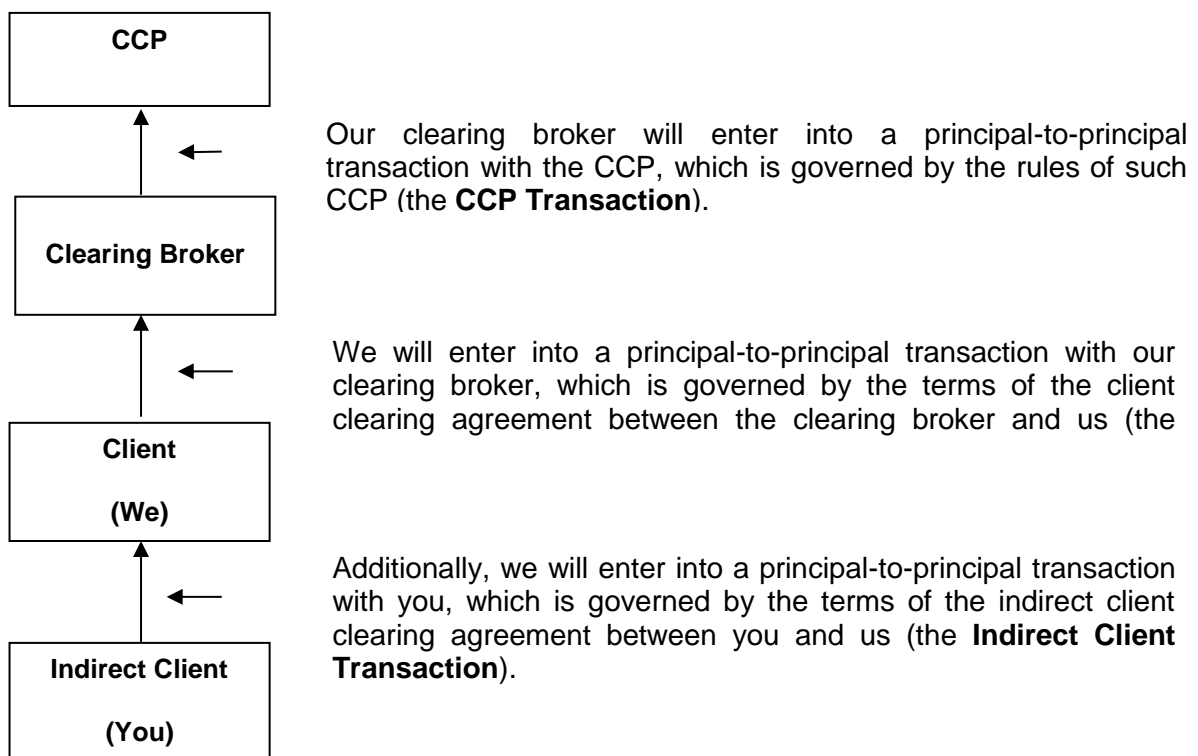 CCP
Our clearing broker will enter into a principal-to-principal
transaction with the CCP, which is governed by the rules of such
CCP (the CCP Transaction).
Clearing Broker
We will enter into a principal-to-principal transaction with our
clearing broker, which is governed by the terms of the client
clearing agreement between the clearing broker and us (the
Client
(We)
Additionally, we will enter into a principal-to-principal transaction
with you, which is governed by the terms of the indirect client
clearing agreement between you and us (the Indirect Client
Transaction).
Indirect Client
(You)